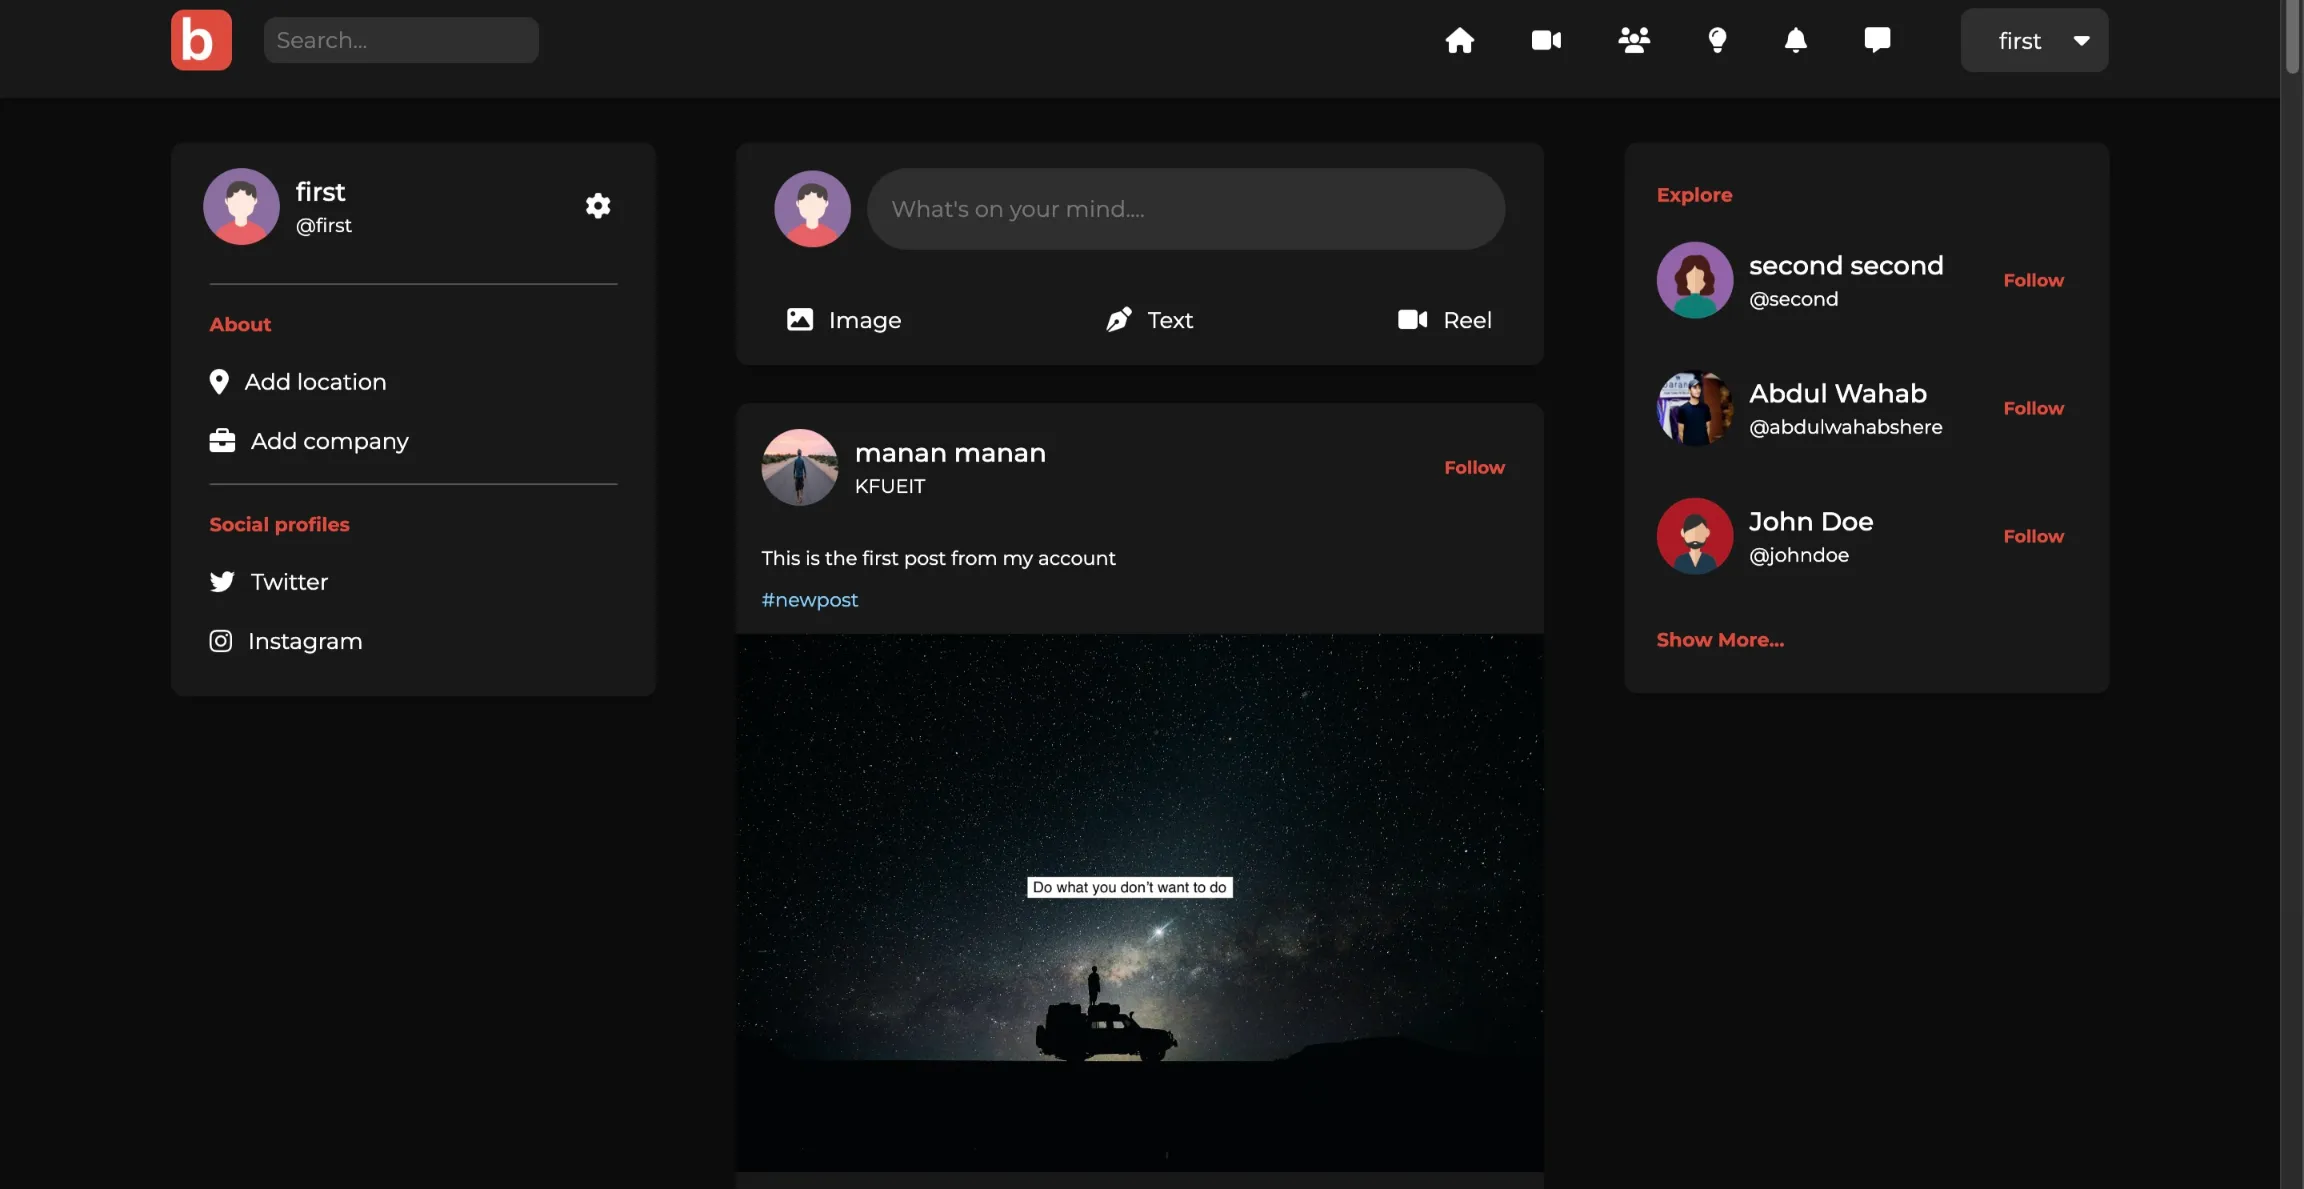 b
Search...
first
first
@first
About
Add location
Add company
Social profiles
Twitter
Instagram
What's on your mind....
Image
Text
Reel
manan manan
KFUEIT
Follow
This is the first post from my account
#newpost
Do what you don't want to do
Explore
second second
@second
Follow
Abdul Wahab
@abdulwahabshere
Follow
John Doe
@johndoe
Follow
Show More...